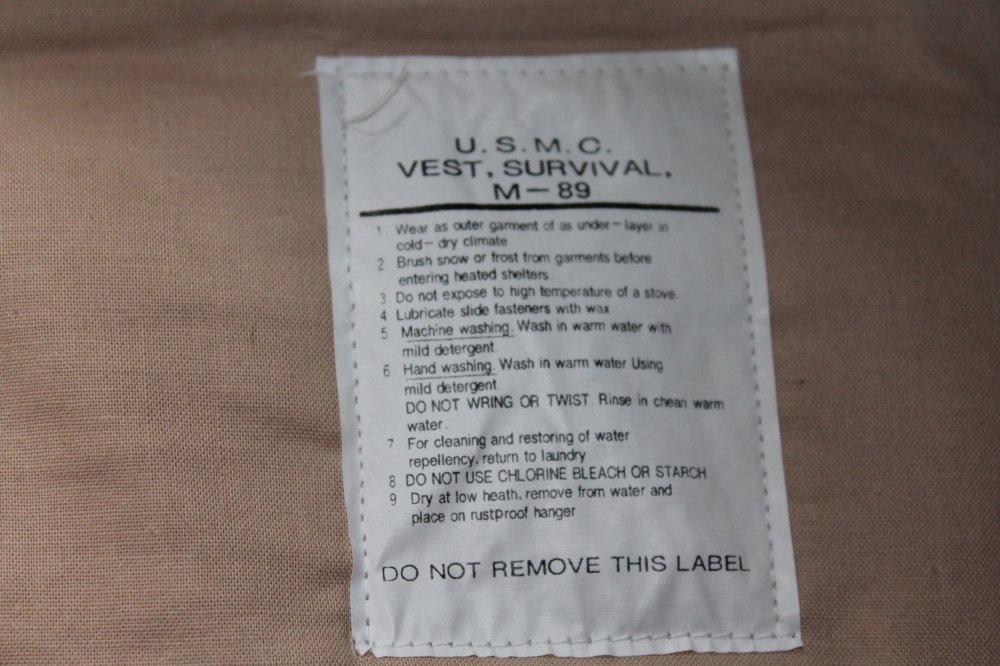 U.S.M.C.
VEST, SURVIVAL,
M-89
1. Wear as outer garment of as under-layer in
cold-dry climate
2 Brush snow or frost from garments before
entering heated shelters.
3. Do not expose to high temperature of a stove.
4. Lubricate slide fasteners with wax
5. Machine washing. Wash in warm water with
mild detergent.
6 Hand washing. Wash in warm water Using
mild detergent
DO NOT WRING OR TWIST. Rinse in chean warm
water.
7 For cleaning and restoring of water
repellency, return to laundry
8. DO NOT USE CHLORINE BLEACH OR STARCH
9. Dry at low heath, remove from water and
place on rustproof hanger
DO NOT REMOVE THIS LABEL